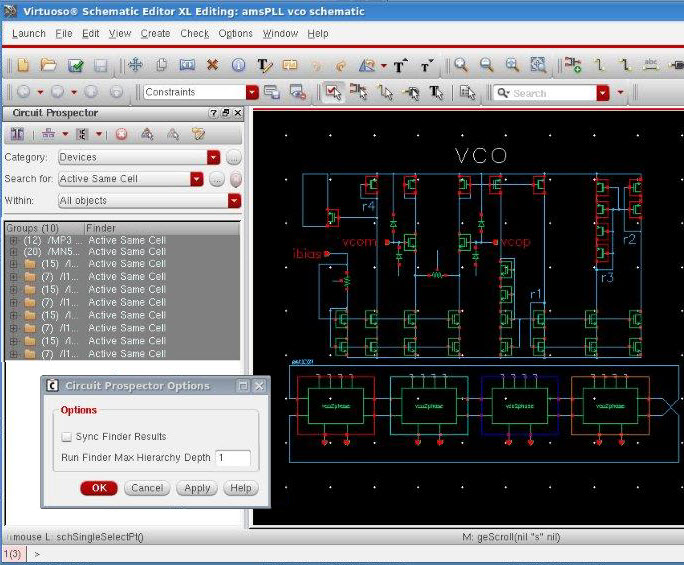 Virtuoso® Schematic Editor XL Editing: amsPLL vco schematic
Launch File Edit View Create Check Options Window Help
abc
Constraints
Search
Circuit Prospector
Category: Devices
Search for: Active Same Cell
Within: All objects
Groups (10) Finder
(12) /MP3 ... Active Same Cell
(20) /MN5... Active Same Cell
(15) /I... Active Same Cell
(7) /I1... Active Same Cell
(15) /I... Active Same Cell
(7) /I1... Active Same Cell
(15) /I... Active Same Cell
(7) /I1... Active Same Cell
(15) /I... Active Same Cell
(7) /I1... Active Same Cell
VCO
r4
vcom
vcop
ibias
r2
r3
r1
vco2phase vco2phase vco2phase vco2phase
Circuit Prospector Options
Options
Sync Finder Results
Run Finder Max Hierarchy Depth 1
OK Cancel Apply Help
mouse L: schSingleSelectPt() M: geScroll(nil "s" nil)
1(3) >